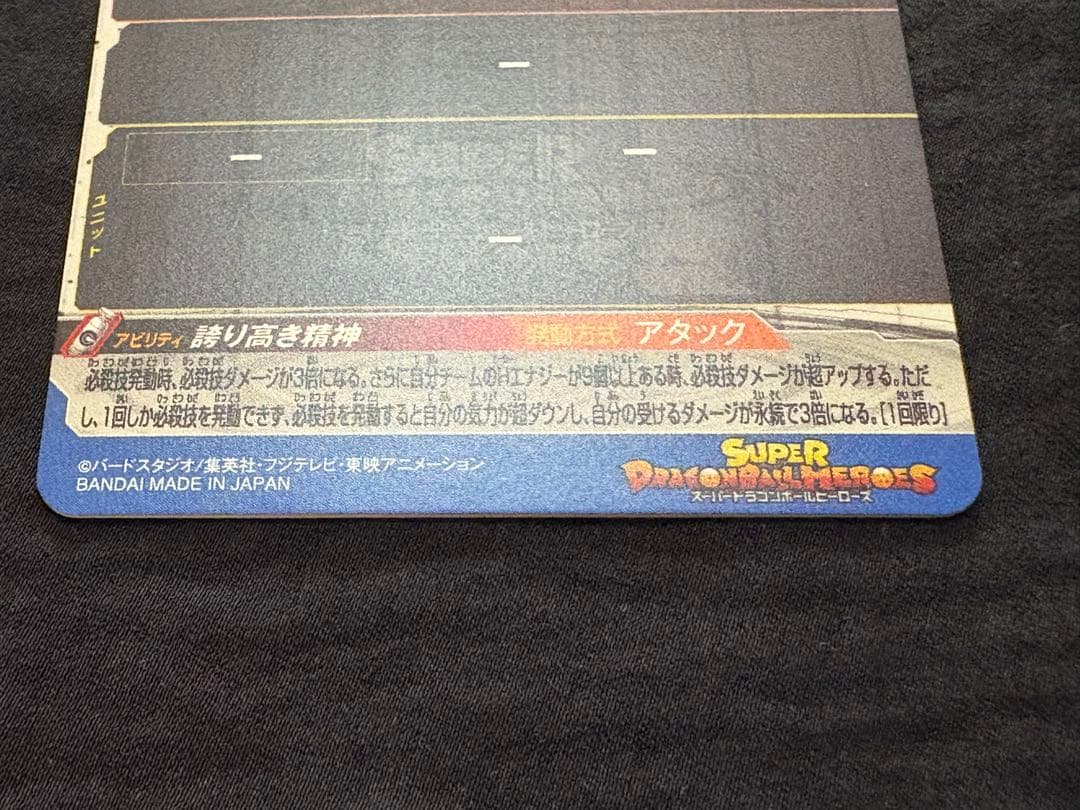 ユニット
アビリティ 誇り高き精神 発動方式 アタック
必殺技発動時、必殺技ダメージが3倍になる。さらに自分チームのHエナジーが9個以上ある時、必殺技ダメージが超アップする。ただ
し、1回しか必殺技を発動できず、必殺技を発動すると自分の気力が超ダウンし、自分の受けるダメージが永続で3倍になる。[1回限り]
©バードスタジオ/集英社・フジテレビ・東映アニメーション
BANDAI MADE IN JAPAN
SUPER
DRAGONBALL HEROES
スーパードラゴンボールヒーローズ